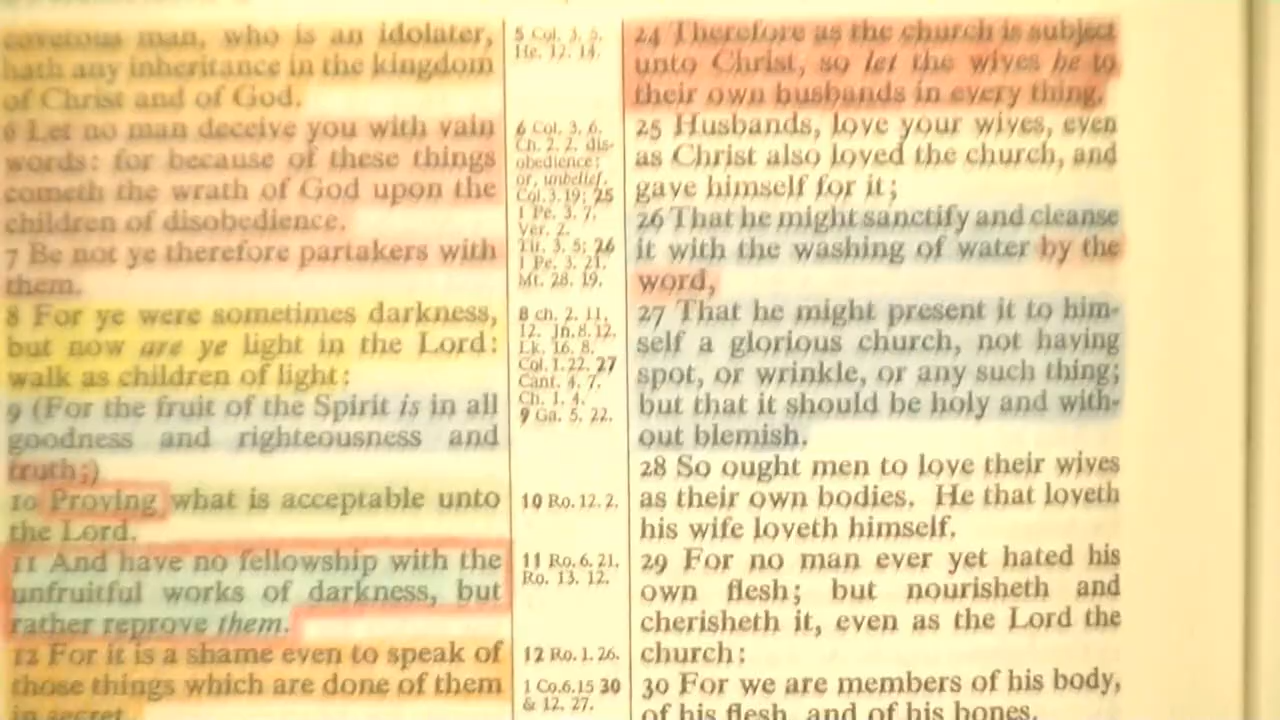 covetous man, who is an idolater,
hath any inheritance in the kingdom
of Christ and of God.
6 Let no man deceive you with vain
words: for because of these things
cometh the wrath of God upon the
children of disobedience.
7 Be not ye therefore partakers with
them.
8 For ye were sometimes darkness,
but now are ye light in the Lord:
walk as children of light:
9 (For the fruit of the Spirit is in all
goodness and righteousness and
truth;)
10 Proving what is acceptable unto
the Lord.
11 And have no fellowship with the
unfruitful works of darkness, but
rather reprove them.
12 For it is a shame even to speak of
those things which are done of them
in secret.
5 Col. 3. 5.
He. 12. 14.
6 Col. 3. 6.
Ch. 2. 2. dis-
obedience:
or, unbelief.
Col. 3. 19; 25
1 Pe. 3. 7.
Ver. 2.
Tit. 3. 5; 26
1 Pe. 3. 21.
Mt. 28. 19.
8 ch. 2. 11,
12. Jn. 8. 12.
Lk. 16. 8.
Col. 1. 22. 27
Cant. 4. 7.
Ch. 1. 4.
9 Ga. 5. 22.
10 Ro. 12. 2.
11 Ro. 6. 21.
Ro. 13. 12.
12 Ro. 1. 26.
1 Co. 6. 15 30
& 12. 27.
24 Therefore as the church is subject
unto Christ, so let the wives be to
their own husbands in every thing.
25 Husbands, love your wives, even
as Christ also loved the church, and
gave himself for it;
26 That he might sanctify and cleanse
it with the washing of water by the
word,
27 That he might present it to him-
self a glorious church, not having
spot, or wrinkle, or any such thing;
but that it should be holy and with-
out blemish.
28 So ought men to love their wives
as their own bodies. He that loveth
his wife loveth himself.
29 For no man ever yet hated his
own flesh; but nourisheth and
cherisheth it, even as the Lord the
church:
30 For we are members of his body,
of his flesh, and of his bones.